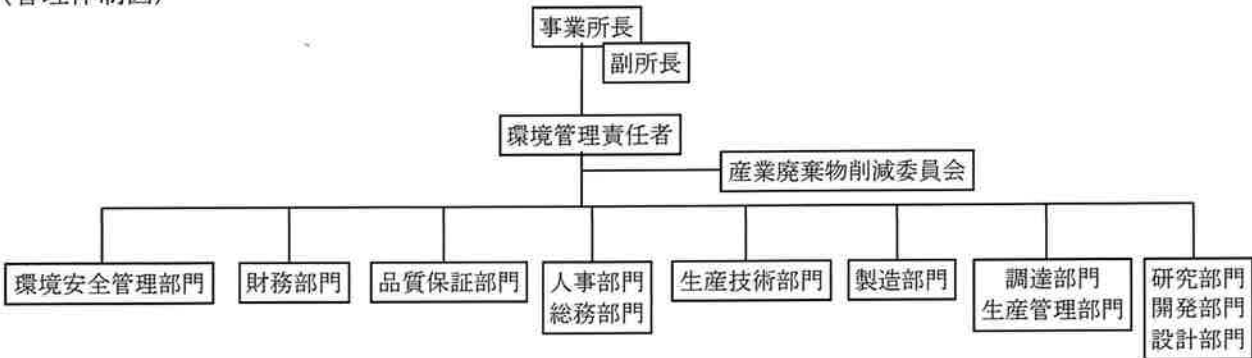 (管理体制図)
事業所長
副所長
環境管理責任者
産業廃棄物削減委員会
環境安全管理部門
財務部門
品質保証部門
人事部門
総務部門
生産技術部門
製造部門
調達部門
生産管理部門
研究部門
開発部門
設計部門